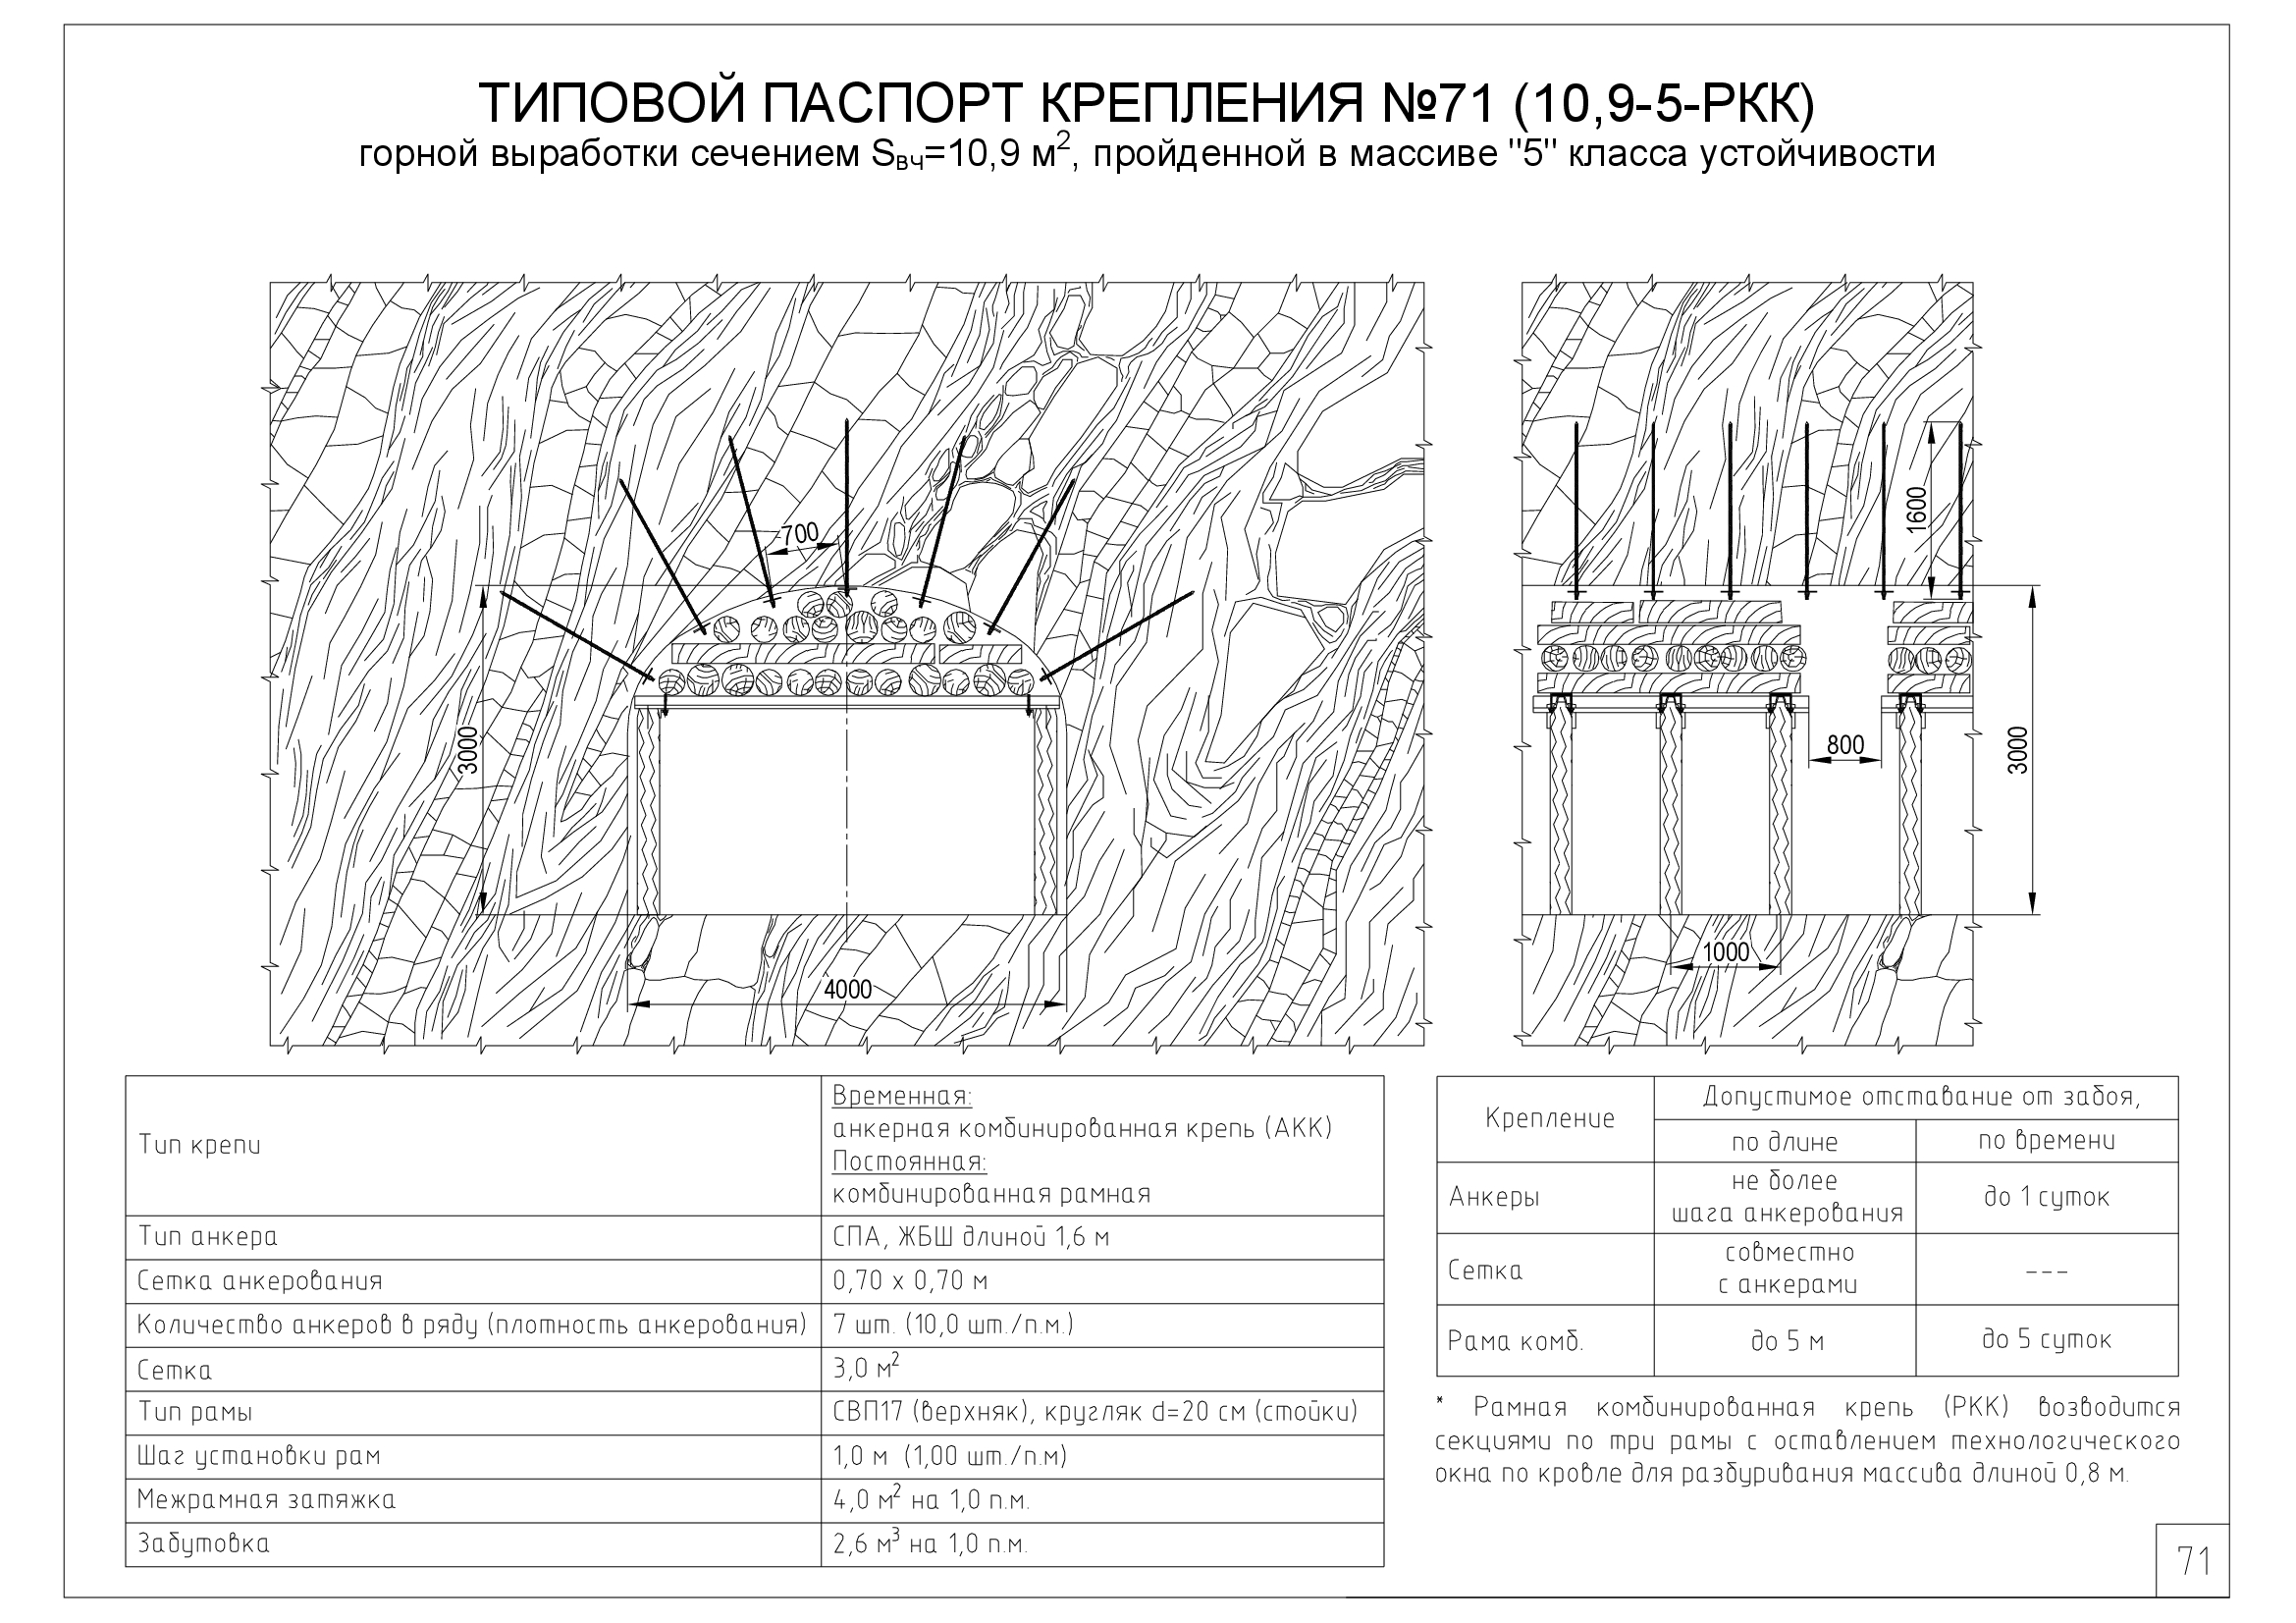 ТИПОВОЙ ПАСПОРТ КРЕПЛЕНИЯ №71 (10,9-5-РКК)
горной выработки сечением Sвч=10,9 м², пройденной в массиве "5" класса устойчивости
700
3000
4000
1600
800
3000
1000
Тип крепи
Временная:
анкерная комбинированная крепь (АКК)
Постоянная:
комбинированная рамная
Тип анкера
СПА, ЖБШ длиной 1,6 м
Сетка анкерования
0,70 х 0,70 м
Количество анкеров в ряду (плотность анкерования)
7 шт. (10,0 шт./п.м.)
Сетка
3,0 м²
Тип рамы
СВП17 (верхняк), кругляк d=20 см (стойки)
Шаг установки рам
1,0 м (1,00 шт./п.м)
Межрамная затяжка
4,0 м² на 1,0 п.м.
Забутовка
2,6 м³ на 1,0 п.м.
Крепление
Допустимое отставание от забоя,
по длине
по времени
Анкеры
не более
шага анкерования
до 1 суток
Сетка
совместно
с анкерами
---
Рама комб.
до 5 м
до 5 суток
* Рамная комбинированная крепь (РКК) возводится
секциями по три рамы с оставлением технологического
окна по кровле для разбуривания массива длиной 0,8 м.
71